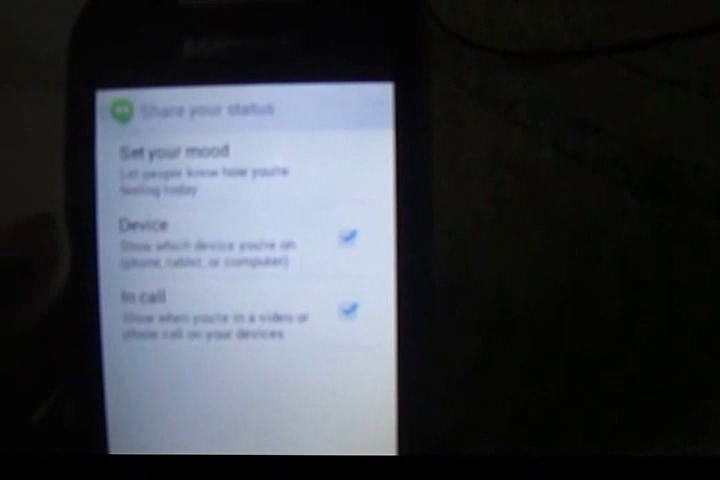 Share your status
Set your mood
Let people know how you're
feeling today
Device
Show which device you're on
(phone, tablet, or computer)
In call
Show when you're in a video or
phone call on your devices